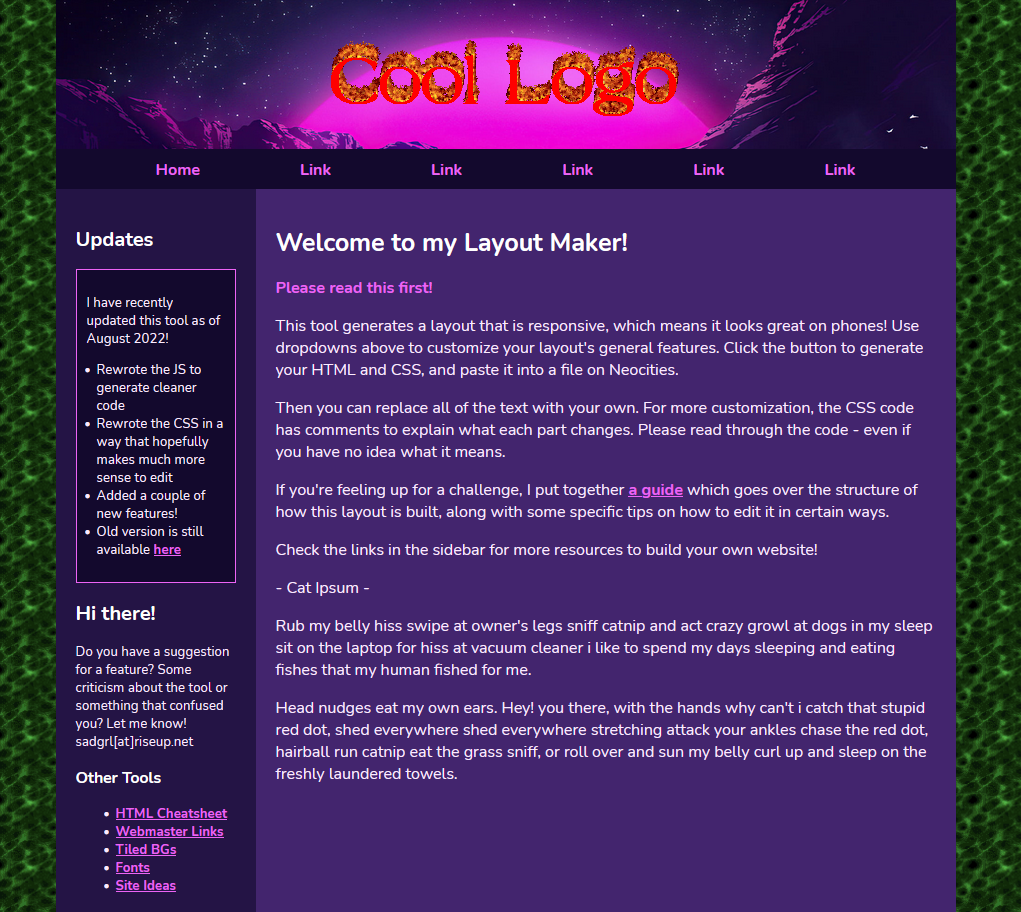 Cool Logo
Home Link Link Link Link Link
Updates
I have recently
updated this tool as of
August 2022!
• Rewrote the JS to
generate cleaner
code
• Rewrote the CSS in a
way that hopefully
makes much more
sense to edit
• Added a couple of
new features!
• Old version is still
available here
Hi there!
Do you have a suggestion
for a feature? Some
criticism about the tool or
something that confused
you? Let me know!
sadgrl[at]riseup.net
Other Tools
• HTML Cheatsheet
• Webmaster Links
• Tiled BGs
• Fonts
• Site Ideas
Welcome to my Layout Maker!
Please read this first!
This tool generates a layout that is responsive, which means it looks great on phones! Use
dropdowns above to customize your layout's general features. Click the button to generate
your HTML and CSS, and paste it into a file on Neocities.
Then you can replace all of the text with your own. For more customization, the CSS code
has comments to explain what each part changes. Please read through the code - even if
you have no idea what it means.
If you're feeling up for a challenge, I put together a guide which goes over the structure of
how this layout is built, along with some specific tips on how to edit it in certain ways.
Check the links in the sidebar for more resources to build your own website!
- Cat Ipsum -
Rub my belly hiss swipe at owner's legs sniff catnip and act crazy growl at dogs in my sleep
sit on the laptop for hiss at vacuum cleaner i like to spend my days sleeping and eating
fishes that my human fished for me.
Head nudges eat my own ears. Hey! you there, with the hands why can't i catch that stupid
red dot, shed everywhere shed everywhere stretching attack your ankles chase the red dot,
hairball run catnip eat the grass sniff, or roll over and sun my belly curl up and sleep on the
freshly laundered towels.